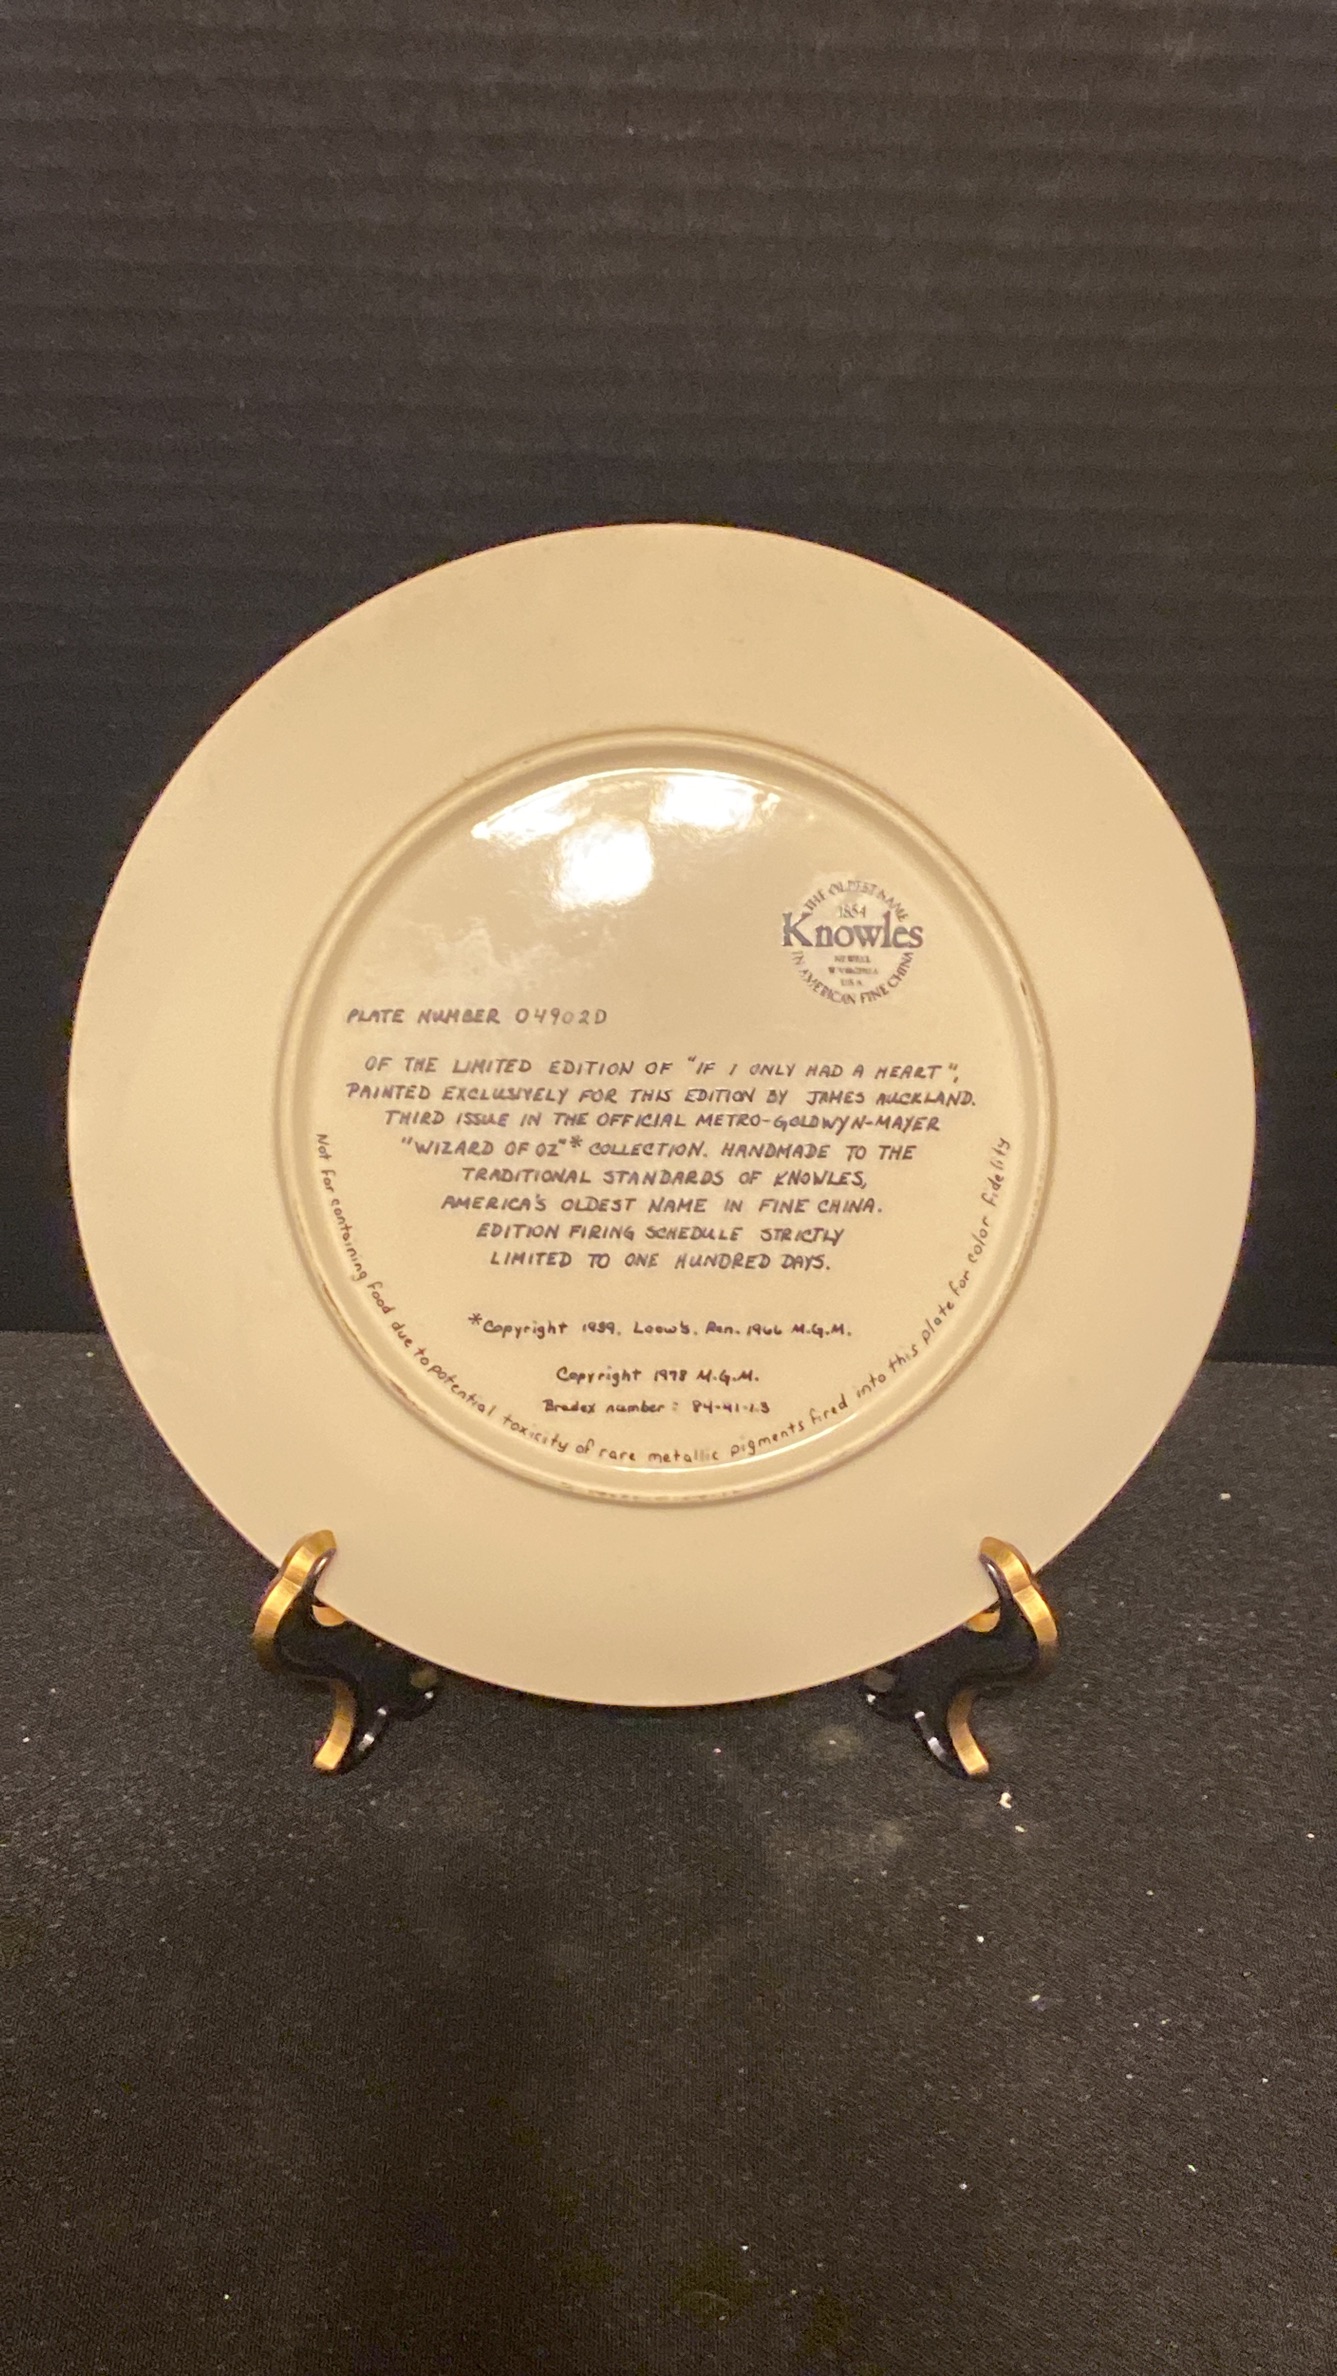 THE OLDEST NAME
1854
Knowles
NEWELL
W VIRGINIA
USA
IN AMERICAN FINE CHINA
PLATE NUMBER 04902D
OF THE LIMITED EDITION OF "IF I ONLY HAD A HEART",
PAINTED EXCLUSIVELY FOR THIS EDITION BY JAMES AUCKLAND.
THIRD ISSUE IN THE OFFICIAL METRO-GOLDWYN-MAYER
"WIZARD OF OZ"* COLLECTION. HANDMADE TO THE
TRADITIONAL STANDARDS OF KNOWLES,
AMERICA'S OLDEST NAME IN FINE CHINA.
EDITION FIRING SCHEDULE STRICTLY
LIMITED TO ONE HUNDRED DAYS.
*Copyright 1939, Loew's, Ren. 1966 M.G.M.
Copyright 1978 M.G.M.
Bradex number: 84-41-1.3
Not for containing food due to potential toxicity of rare metallic pigments fired into this plate for color fidelity